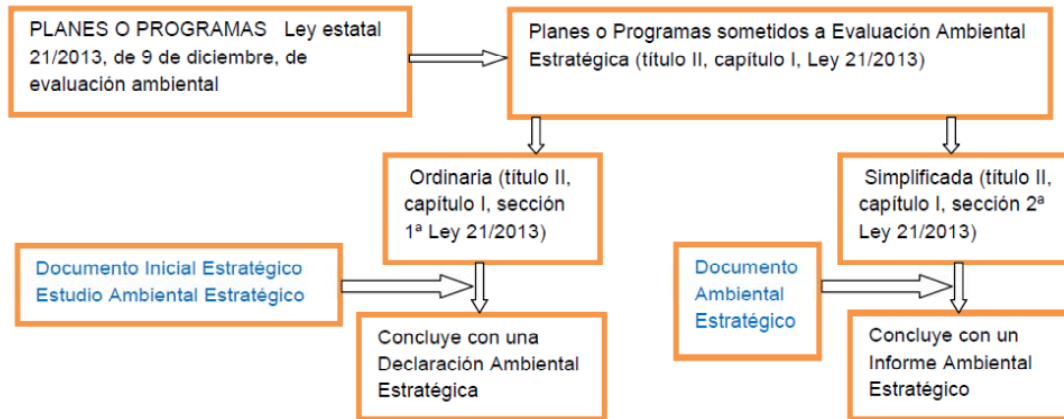 PLANES O PROGRAMAS Ley estatal
21/2013, de 9 de diciembre, de
evaluación ambiental
Planes o Programas sometidos a Evaluación Ambiental
Estratégica (título II, capítulo I, Ley 21/2013)
Ordinaria (título II,
capítulo I, sección
1ª Ley 21/2013)
Simplificada (título II,
capítulo I, sección 2ª
Ley 21/2013)
Documento Inicial Estratégico
Estudio Ambiental Estratégico
Documento
Ambiental
Estratégico
Concluye con una
Declaración Ambiental
Estratégica
Concluye con un
Informe Ambiental
Estratégico